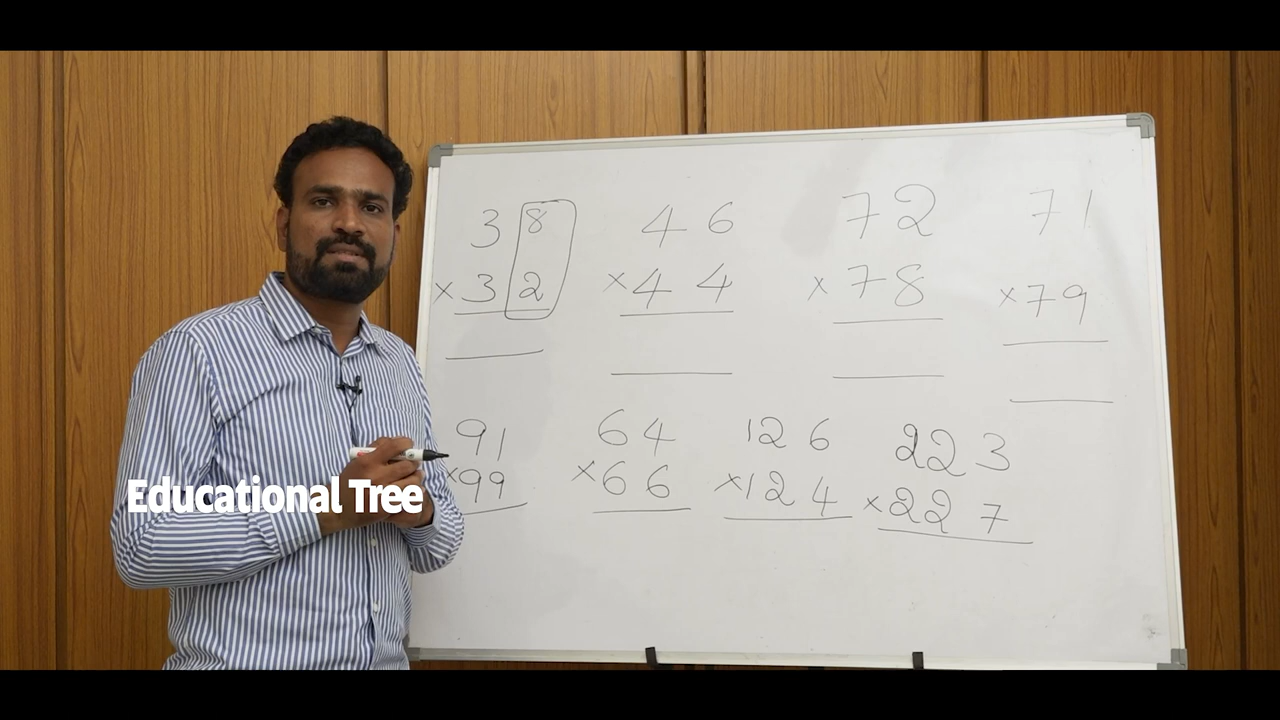 38 46 72 71
×32 ×44 ×78 ×79
91 64 126 223
×99 ×66 ×124 ×227
Educational Tree